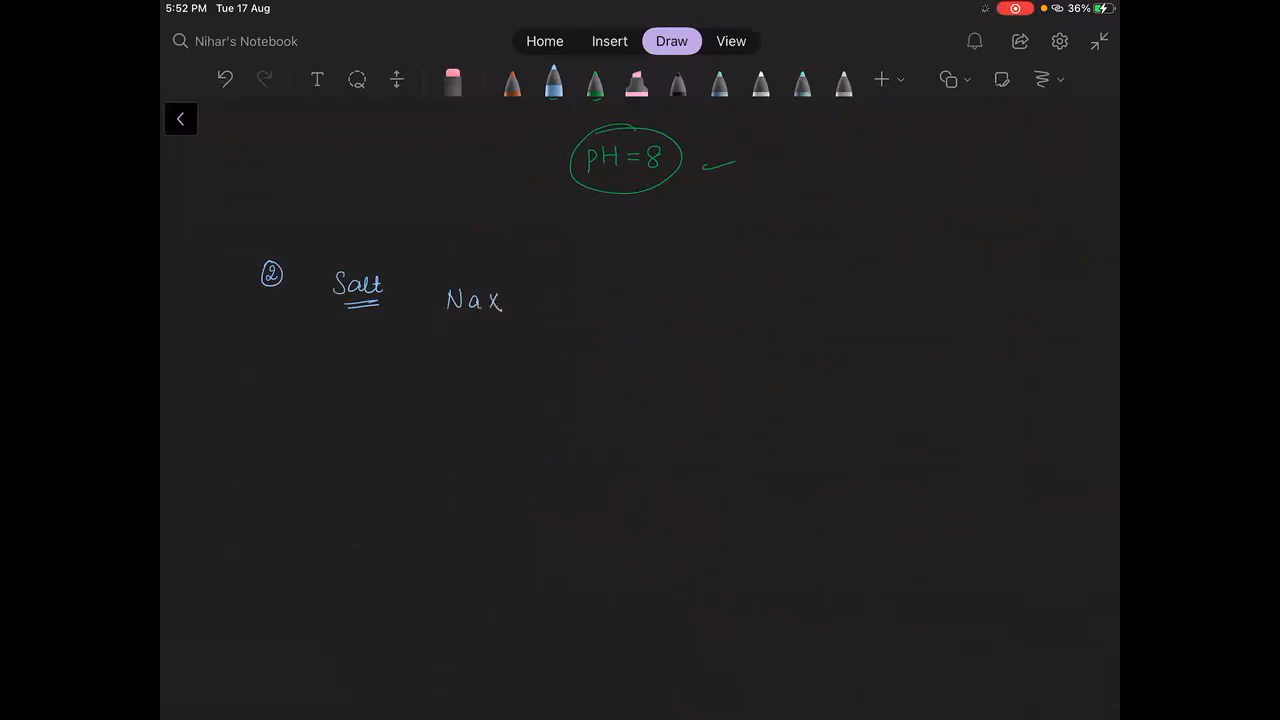 5:52 PM Tue 17 Aug 36%
Nihar's Notebook Home Insert Draw View
pH = 8
② Salt NaX